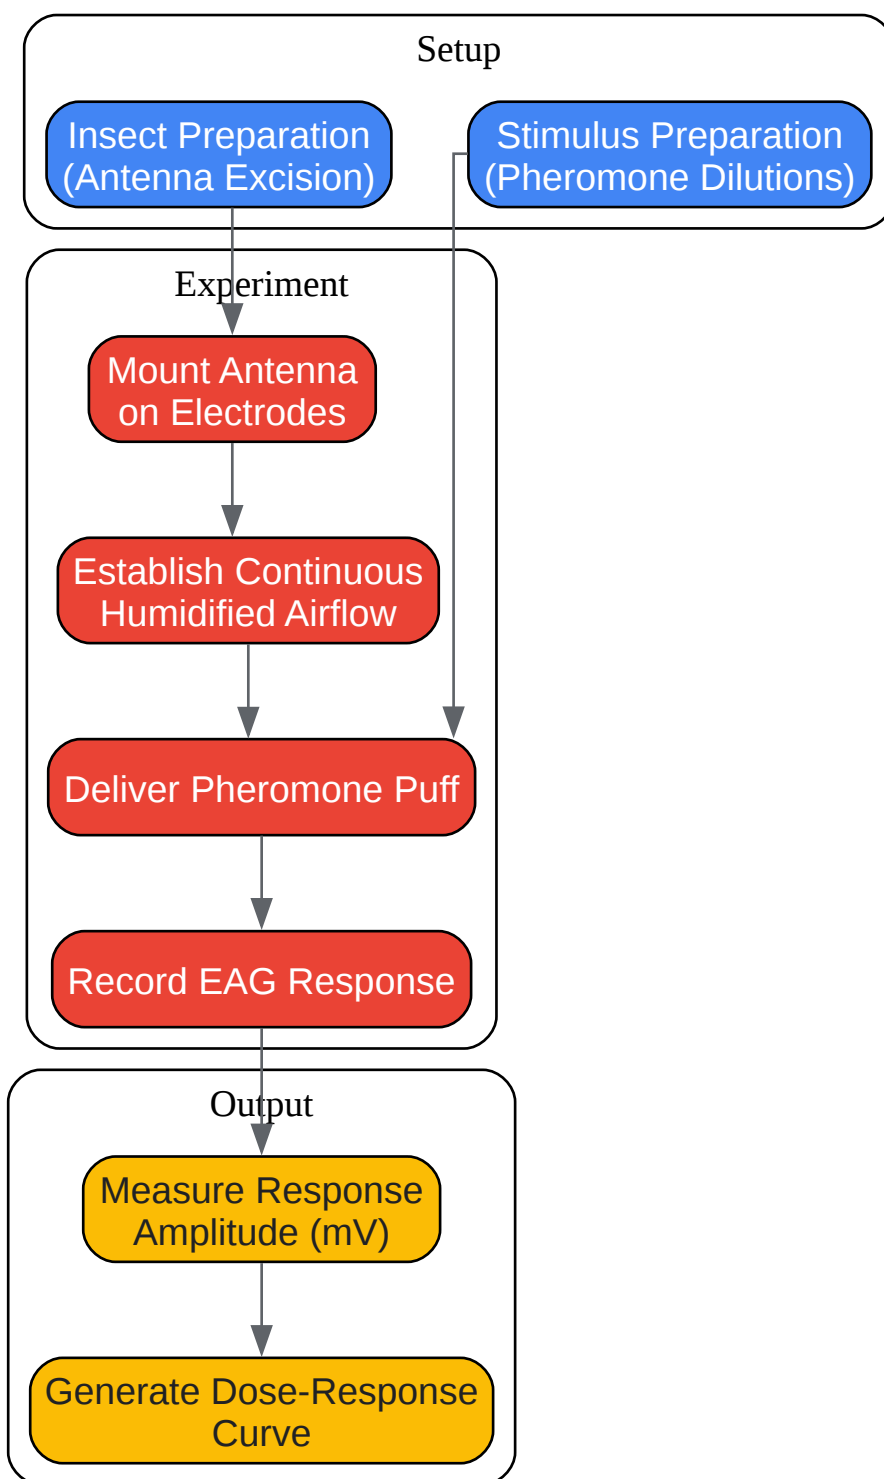 Setup
Insect Preparation
(Antenna Excision)
Stimulus Preparation
(Pheromone Dilutions)
Experiment
Mount Antenna
on Electrodes
Establish Continuous
Humidified Airflow
Deliver Pheromone Puff
Record EAG Response
Output
Measure Response
Amplitude (mV)
Generate Dose-Response
Curve